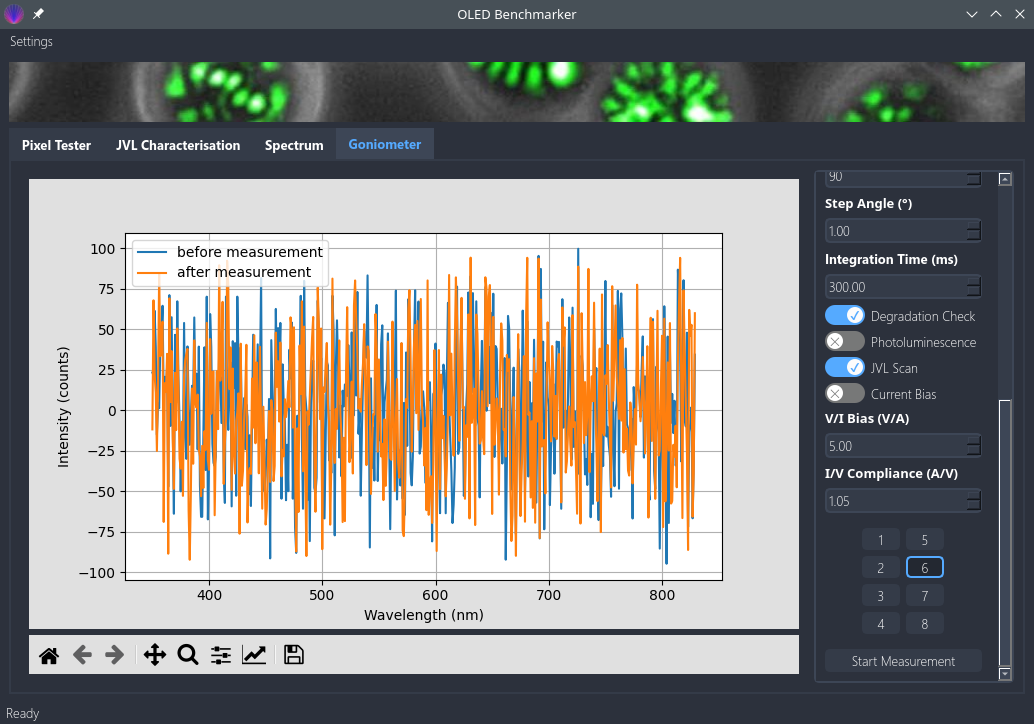 OLED Benchmarker
Settings
Pixel Tester JVL Characterisation Spectrum Goniometer
before measurement
after measurement
100
75
50
25
0
−25
−50
−75
−100
Intensity (counts)
400 500 600 700 800
Wavelength (nm)
90
Step Angle (°)
1.00
Integration Time (ms)
300.00
Degradation Check
Photoluminescence
JVL Scan
Current Bias
V/I Bias (V/A)
5.00
I/V Compliance (A/V)
1.05
1 5
2 6
3 7
4 8
Start Measurement
Ready